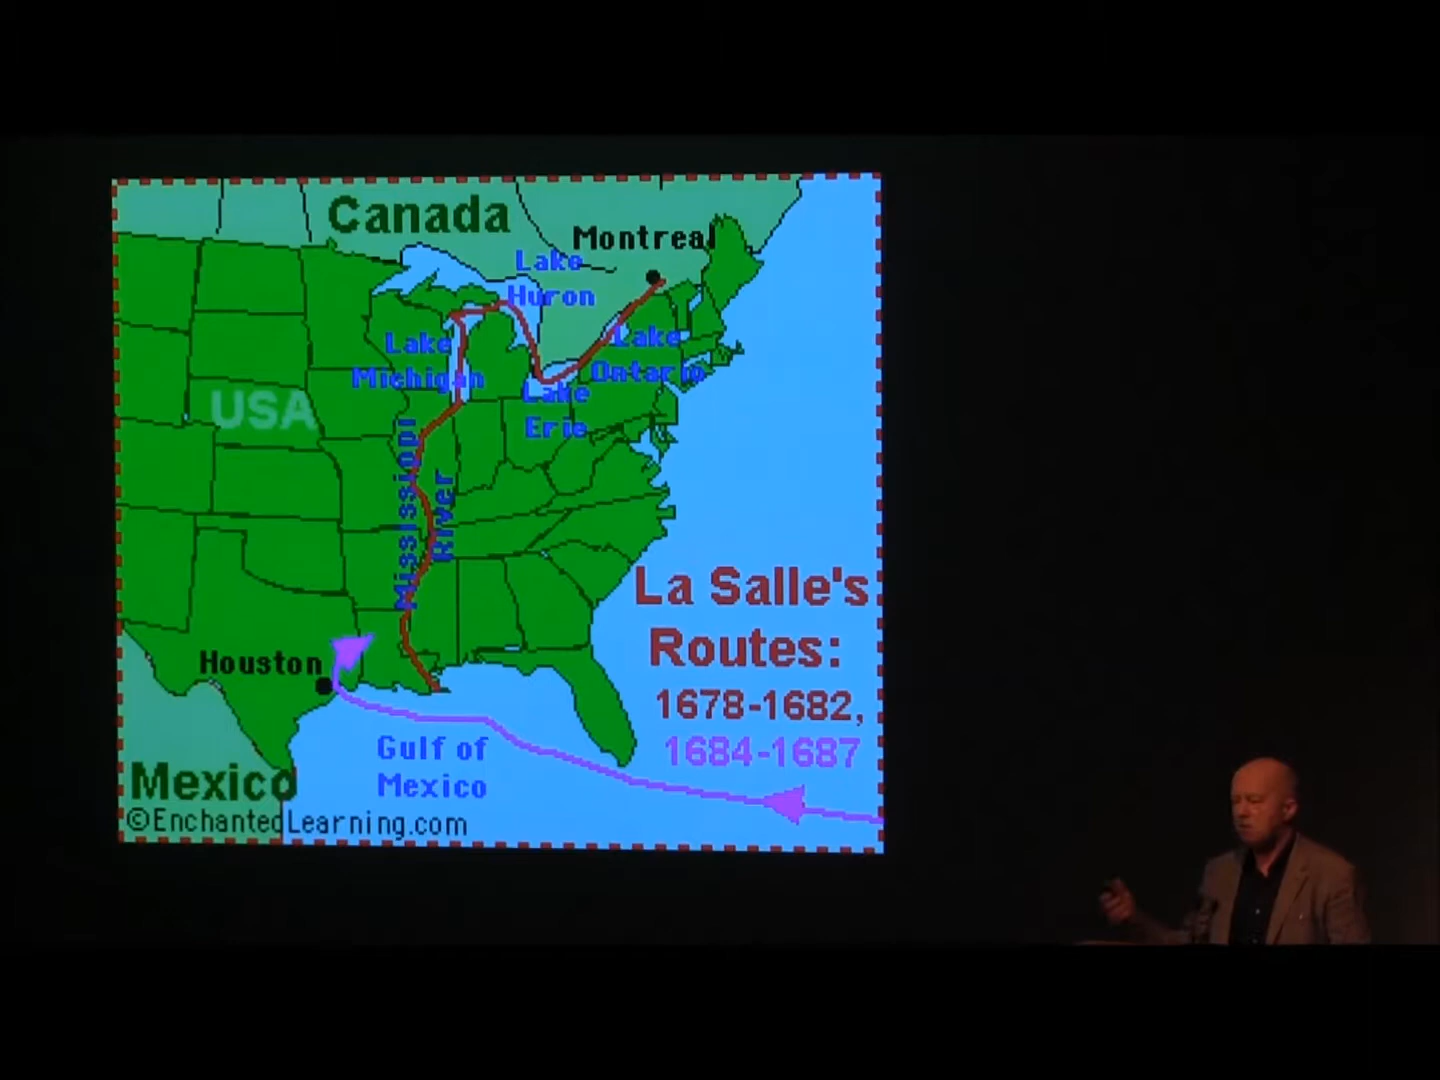 Canada
Montreal
Lake
Huron
Lake
Michigan
Lake
Ontario
Lake
Erie
USA
Mississippi
River
La Salle's
Routes:
1678-1682,
1684-1687
Houston
Gulf of
Mexico
Mexico
©EnchantedLearning.com